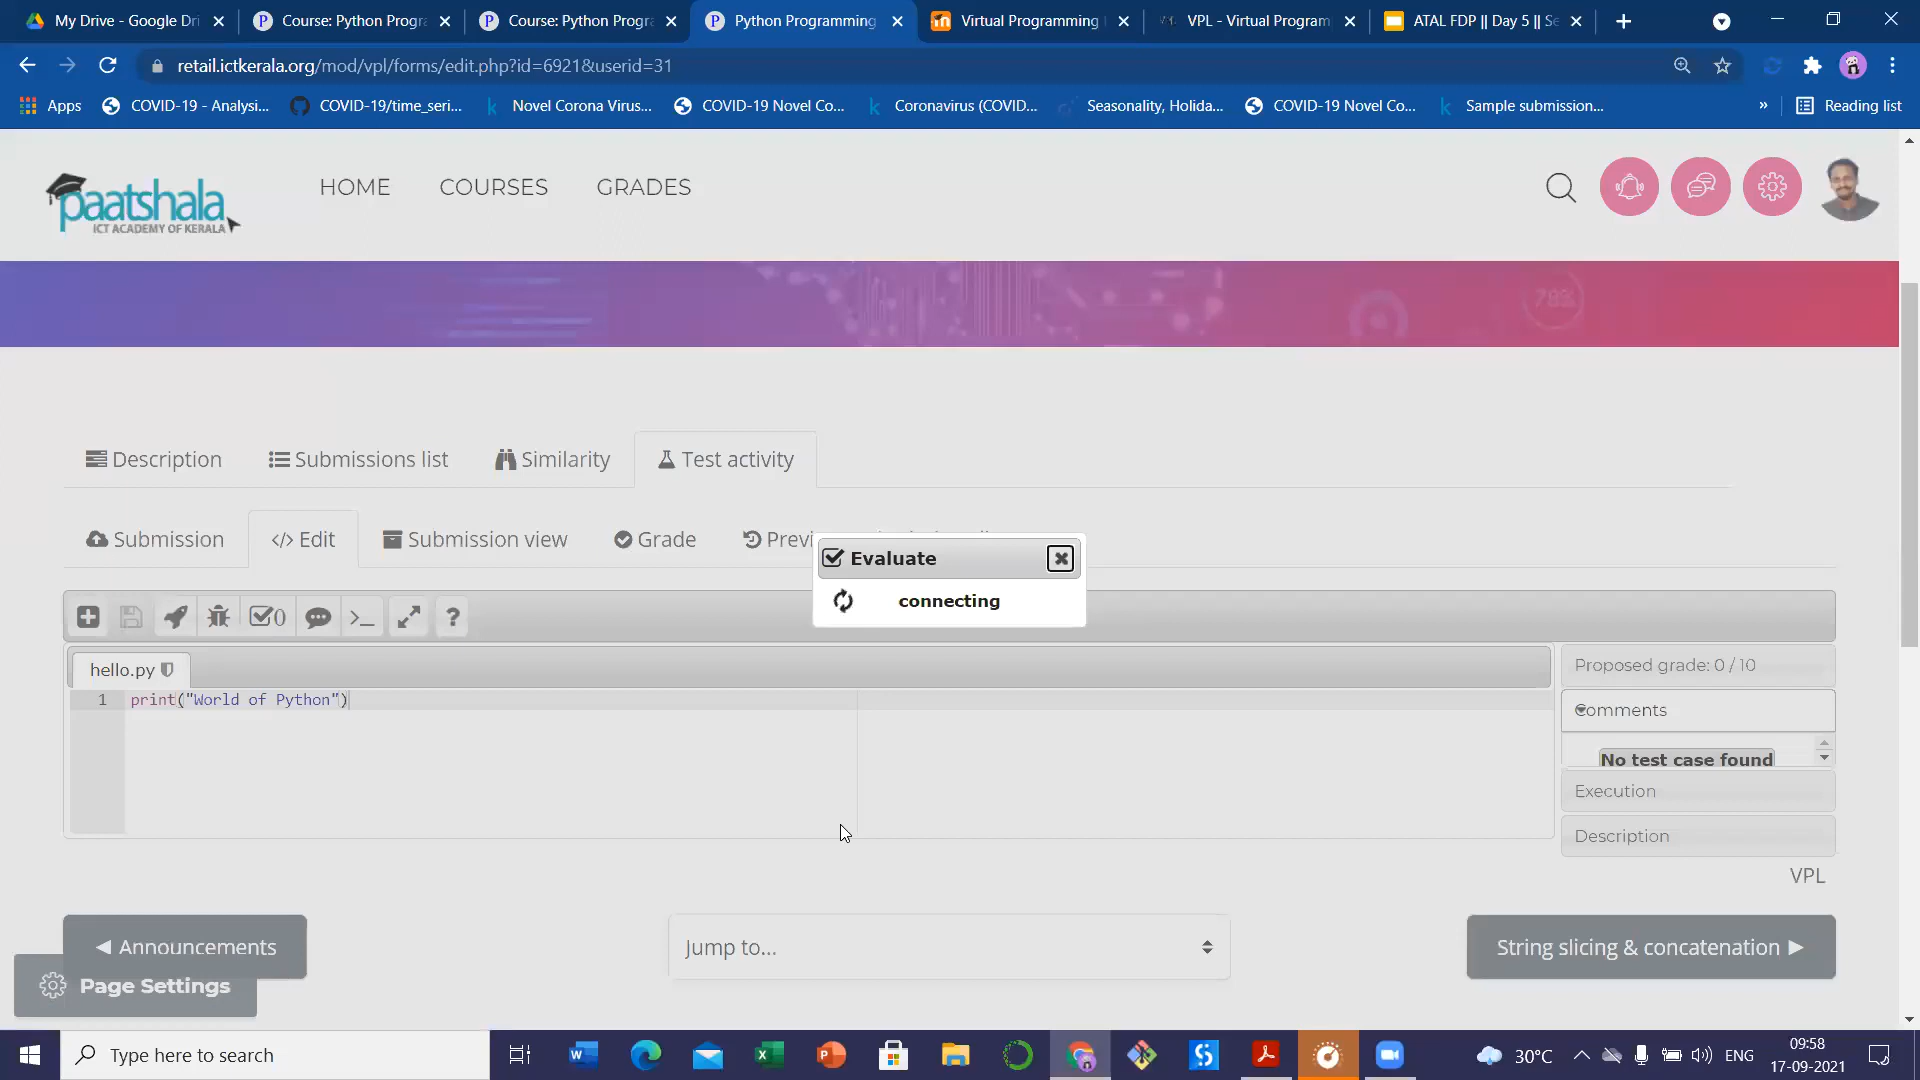 My Drive - Google Dri
Course: Python Progra
Course: Python Progra
Python Programming
Virtual Programming
VPL - Virtual Program
ATAL FDP || Day 5 || Se
retail.ictkerala.org/mod/vpl/forms/edit.php?id=6921&userid=31
Apps
COVID-19 - Analysi...
COVID-19/time_seri...
Novel Corona Virus...
COVID-19 Novel Co...
Coronavirus (COVID...
Seasonality, Holida...
COVID-19 Novel Co...
Sample submission...
»
Reading list
paatshala
ICT ACADEMY OF KERALA
HOME
COURSES
GRADES
78%
Description
Submissions list
Similarity
Test activity
Submission
</> Edit
Submission view
Grade
Previ
Evaluate
connecting
0
>_
?
hello.py
1 print("World of Python")
Proposed grade: 0 / 10
Comments
No test case found
Execution
Description
VPL
◀ Announcements
Jump to...
String slicing & concatenation ▶
Page Settings
Type here to search
30°C
ENG
09:58
17-09-2021